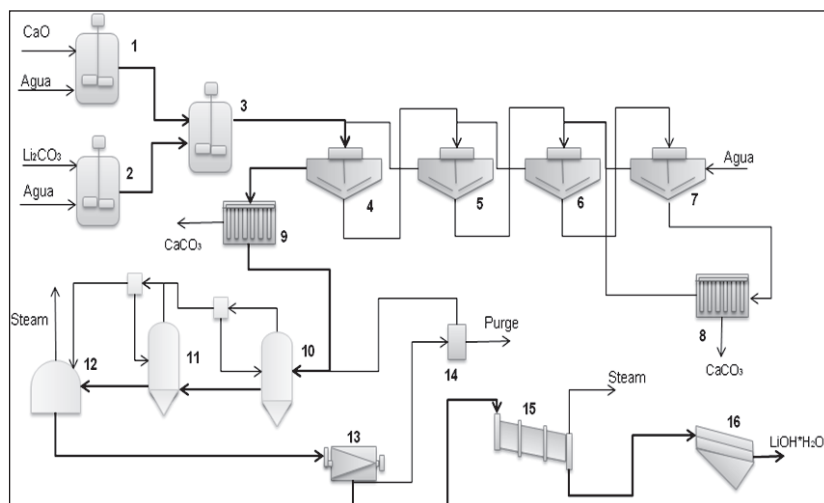 CaO
1
Agua
3
Li₂CO₃
2
Agua
4
5
6
7
Agua
9
CaCO₃
8
CaCO₃
Steam
12
11
10
14
Purge
13
15
Steam
16
LiOH*H₂O